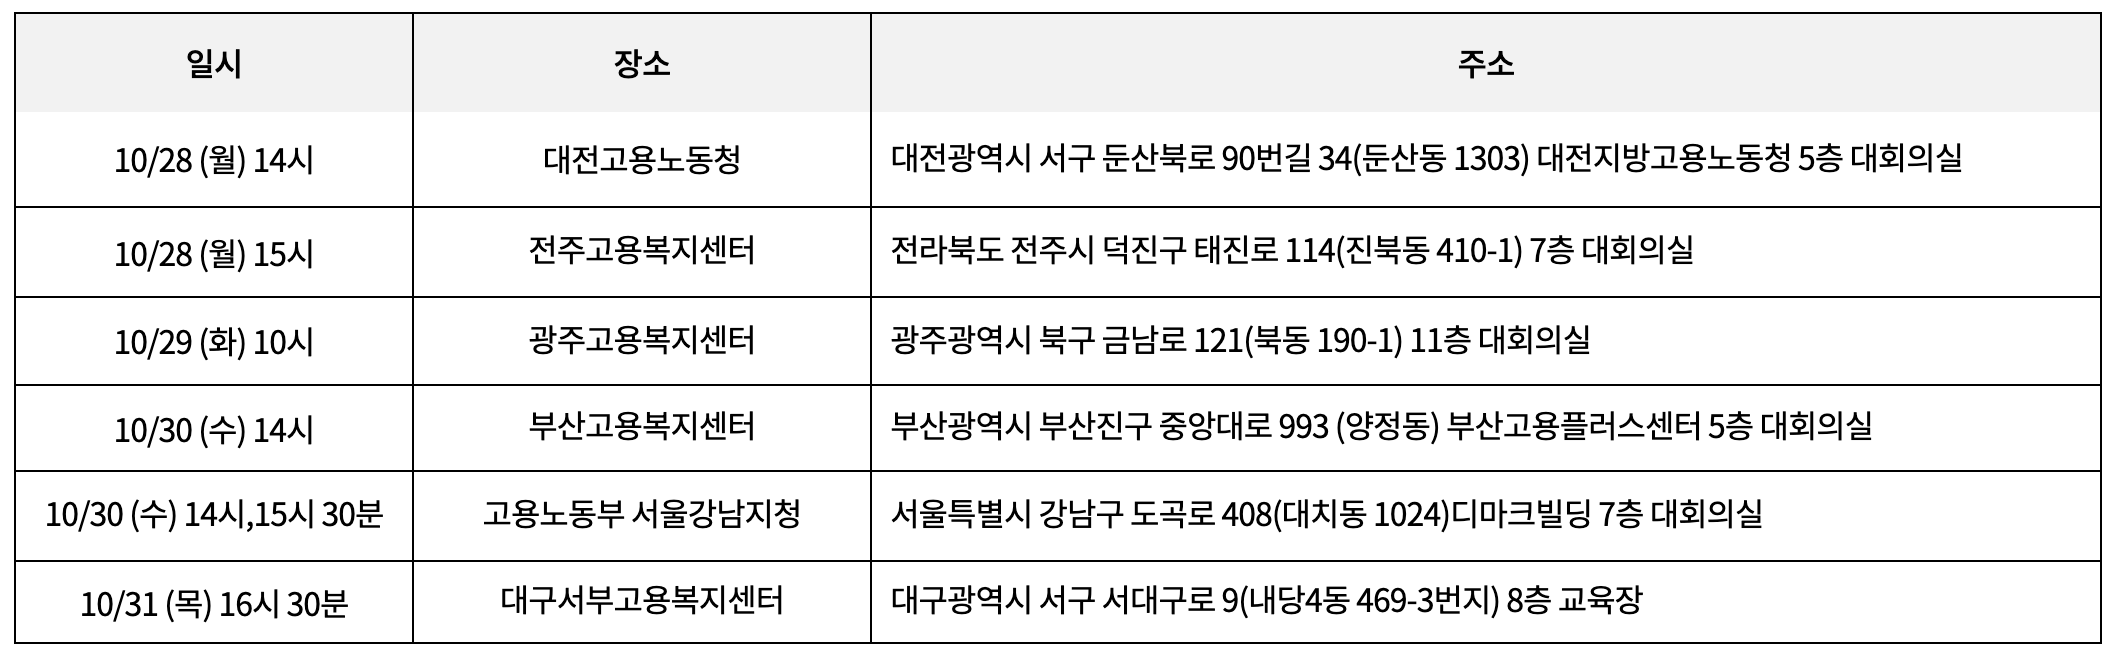 일시 장소 주소
10/28 (월) 14시 대전고용노동청 대전광역시 서구 둔산북로 90번길 34(둔산동 1303) 대전지방고용노동청 5층 대회의실
10/28 (월) 15시 전주고용복지센터 전라북도 전주시 덕진구 태진로 114(진북동 410-1) 7층 대회의실
10/29 (화) 10시 광주고용복지센터 광주광역시 북구 금남로 121(북동 190-1) 11층 대회의실
10/30 (수) 14시 부산고용복지센터 부산광역시 부산진구 중앙대로 993 (양정동) 부산고용플러스센터 5층 대회의실
10/30 (수) 14시,15시 30분 고용노동부 서울강남지청 서울특별시 강남구 도곡로 408(대치동 1024)디마크빌딩 7층 대회의실
10/31 (목) 16시 30분 대구서부고용복지센터 대구광역시 서구 서대구로 9(내당4동 469-3번지) 8층 교육장